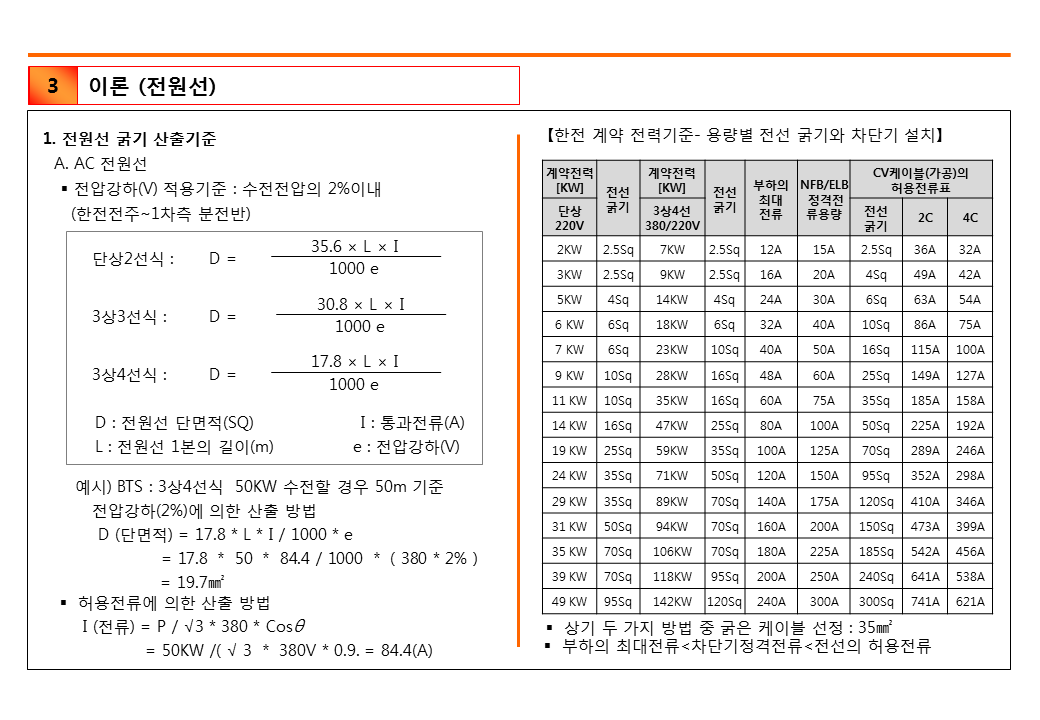 3 이론 (전원선)
1. 전원선 굵기 산출기준
A. AC 전원선
▪ 전압강하(V) 적용기준 : 수전전압의 2%이내
(한전전주~1차측 분전반)
단상2선식 : D = 35.6 × L × I
1000 e
3상3선식 : D = 30.8 × L × I
1000 e
3상4선식 : D = 17.8 × L × I
1000 e
D : 전원선 단면적(SQ) I : 통과전류(A)
L : 전원선 1본의 길이(m) e : 전압강하(V)
예시) BTS : 3상4선식 50KW 수전할 경우 50m 기준
전압강하(2%)에 의한 산출 방법
D (단면적) = 17.8 * L * I / 1000 * e
= 17.8 * 50 * 84.4 / 1000 * ( 380 * 2% )
= 19.7㎟
▪ 허용전류에 의한 산출 방법
I (전류) = P / √3 * 380 * Cosθ
= 50KW /( √ 3 * 380V * 0.9. = 84.4(A)
【한전 계약 전력기준- 용량별 전선 굵기와 차단기 설치】
계약전력 [KW] 전선 굵기 계약전력 [KW] 전선 굵기 부하의 최대 전류 NFB/ELB 정격전 류용량 CV케이블(가공)의 허용전류표
단상 220V 3상4선 380/220V 전선 굵기 2C 4C
2KW 2.5Sq 7KW 2.5Sq 12A 15A 2.5Sq 36A 32A
3KW 2.5Sq 9KW 2.5Sq 16A 20A 4Sq 49A 42A
5KW 4Sq 14KW 4Sq 24A 30A 6Sq 63A 54A
6 KW 6Sq 18KW 6Sq 32A 40A 10Sq 86A 75A
7 KW 6Sq 23KW 10Sq 40A 50A 16Sq 115A 100A
9 KW 10Sq 28KW 16Sq 48A 60A 25Sq 149A 127A
11 KW 10Sq 35KW 16Sq 60A 75A 35Sq 185A 158A
14 KW 16Sq 47KW 25Sq 80A 100A 50Sq 225A 192A
19 KW 25Sq 59KW 35Sq 100A 125A 70Sq 289A 246A
24 KW 35Sq 71KW 50Sq 120A 150A 95Sq 352A 298A
29 KW 35Sq 89KW 70Sq 140A 175A 120Sq 410A 346A
31 KW 50Sq 94KW 70Sq 160A 200A 150Sq 473A 399A
35 KW 70Sq 106KW 70Sq 180A 225A 185Sq 542A 456A
39 KW 70Sq 118KW 95Sq 200A 250A 240Sq 641A 538A
49 KW 95Sq 142KW 120Sq 240A 300A 300Sq 741A 621A
▪ 상기 두 가지 방법 중 굵은 케이블 선정 : 35㎟
▪ 부하의 최대전류<차단기정격전류<전선의 허용전류